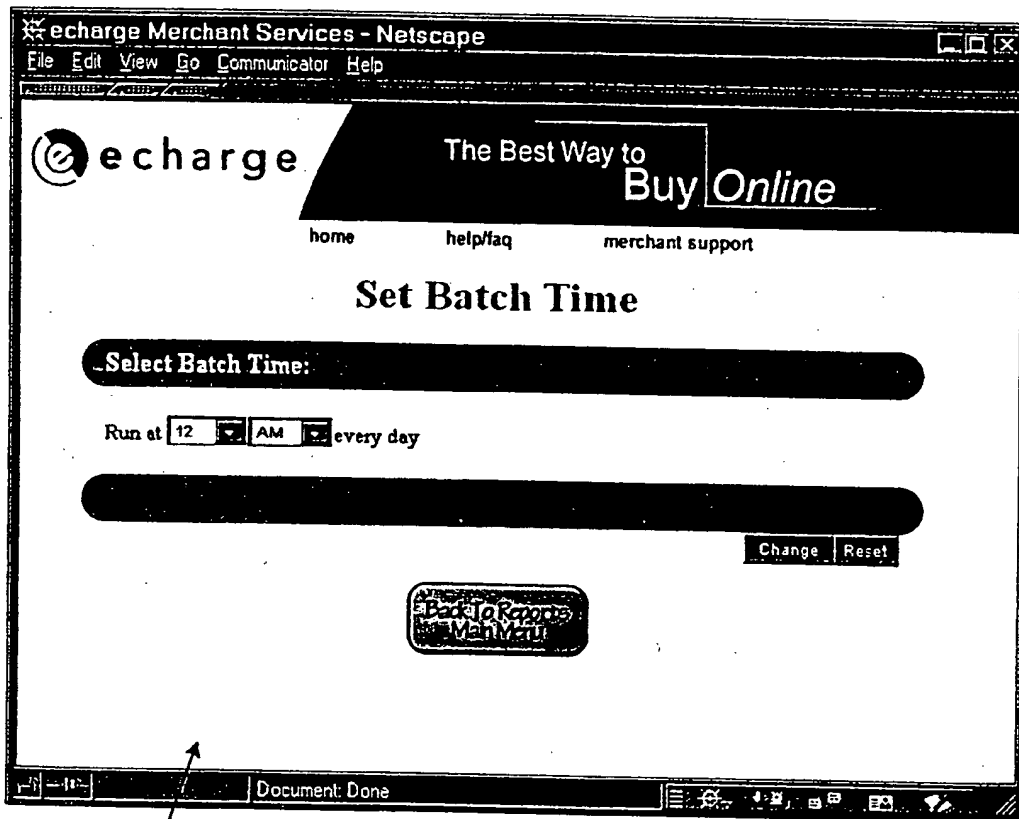 echarge Merchant Services - Netscape
File Edit View Go Communicator Help
e echarge
The Best Way to
Buy Online
home help/faq merchant support
Set Batch Time
Select Batch Time:
Run at 12 AM every day
Change Reset
Back To Reports
Main Menu
Document: Done